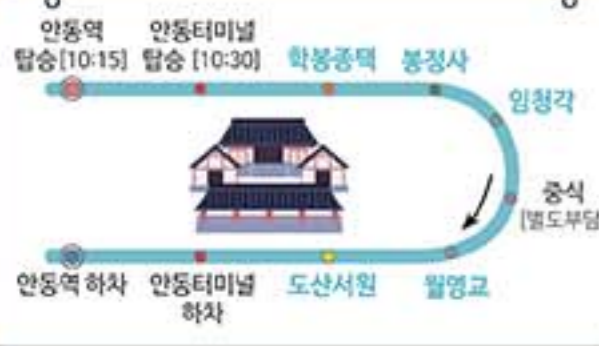 안동역
탑승[10:15]
안동터미널
탑승 [10:30]
학봉종택
봉정사
임청각
중식
[별도부담
월영교
도산서원
안동터미널
하차
안동역 하차